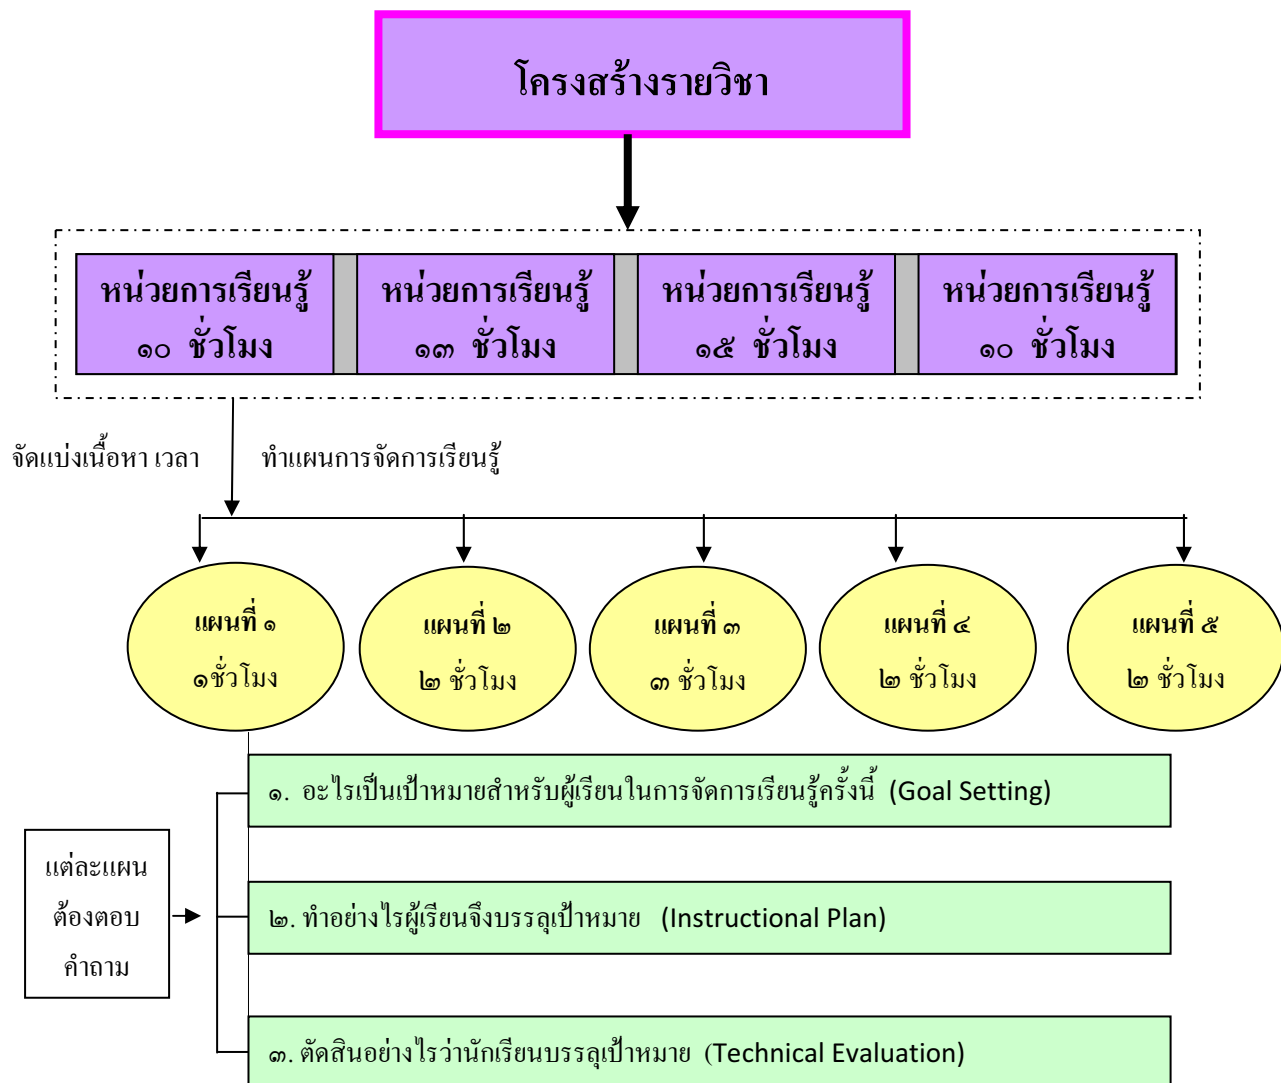 โครงสร้างรายวิชา
หน่วยการเรียนรู้
๑๐ ชั่วโมง
หน่วยการเรียนรู้
๑๓ ชั่วโมง
หน่วยการเรียนรู้
๑๕ ชั่วโมง
หน่วยการเรียนรู้
๑๐ ชั่วโมง
จัดแบ่งเนื้อหา เวลา
ทำแผนการจัดการเรียนรู้
แผนที่ ๑
๑ชั่วโมง
แผนที่ ๒
๒ ชั่วโมง
แผนที่ ๓
๓ ชั่วโมง
แผนที่ ๔
๒ ชั่วโมง
แผนที่ ๕
๒ ชั่วโมง
แต่ละแผน
ต้องตอบ
คำถาม
๑. อะไรเป็นเป้าหมายสำหรับผู้เรียนในการจัดการเรียนรู้ครั้งนี้ (Goal Setting)
๒. ทำอย่างไรผู้เรียนจึงบรรลุเป้าหมาย (Instructional Plan)
๓. ตัดสินอย่างไรว่านักเรียนบรรลุเป้าหมาย (Technical Evaluation)